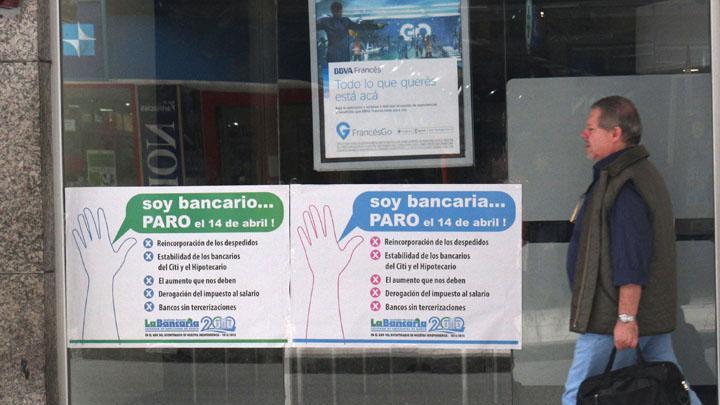 GO
BBVA Francés
Todo lo que querés
está acá
FrancésGo
soy bancario...
PARO el 14 de abril !
Reincorporación de los despedidos
Estabilidad de los bancarios
del Citi y el Hipotecario
El aumento que nos deben
Derogación del impuesto al salario
Bancos sin tercerizaciones
La Bancaria
soy bancaria...
PARO el 14 de abril !
Reincorporación de los despedidos
Estabilidad de los bancarios
del Citi y el Hipotecario
El aumento que nos deben
Derogación del impuesto al salario
Bancos sin tercerizaciones
La Bancaria